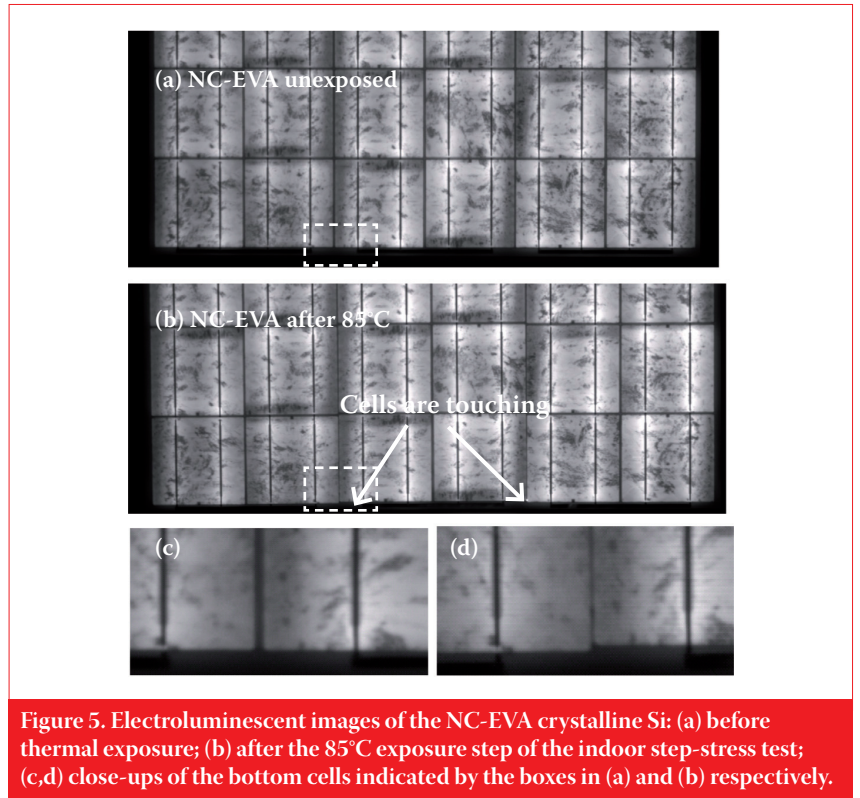 (a) NC-EVA unexposed
(b) NC-EVA after 85°C
Cells are touching
(c)
(d)
Figure 5. Electroluminescent images of the NC-EVA crystalline Si: (a) before
thermal exposure; (b) after the 85°C exposure step of the indoor step-stress test;
(c,d) close-ups of the bottom cells indicated by the boxes in (a) and (b) respectively.